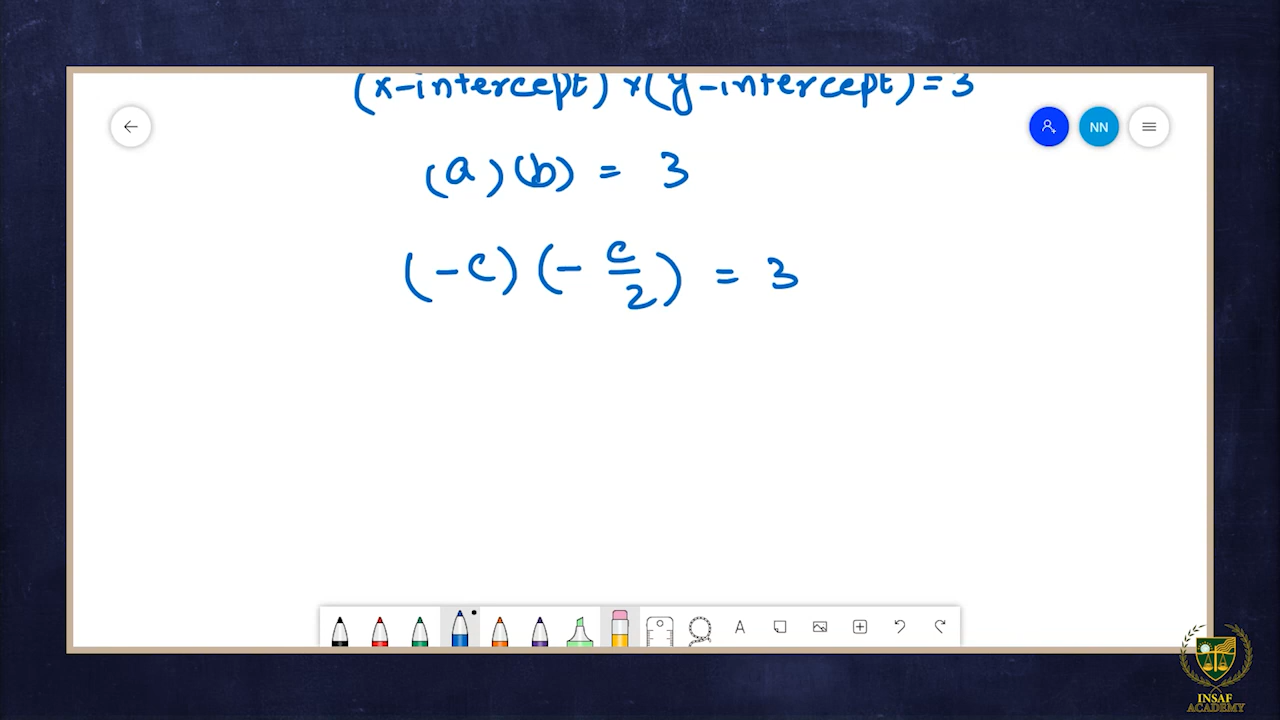 (x-intercept) x (y-intercept) = 3
NN
(a)(b) = 3
(-c)(-c/2) = 3
A
INSAF
ACADEMY